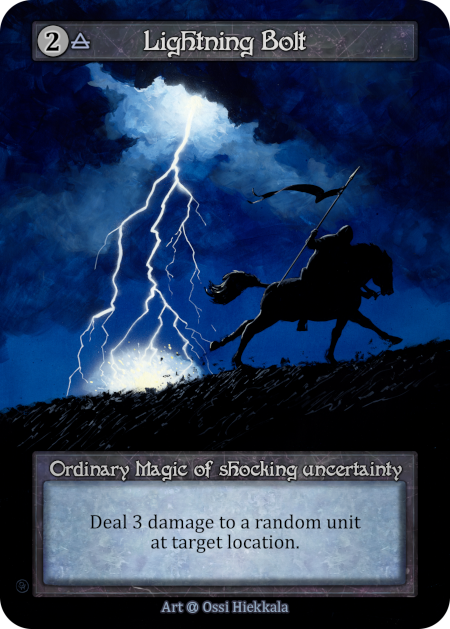 2 Lightning Bolt
Ordinary Magic of shocking uncertainty
Deal 3 damage to a random unit
at target location.
Art @ Ossi Hiekkala